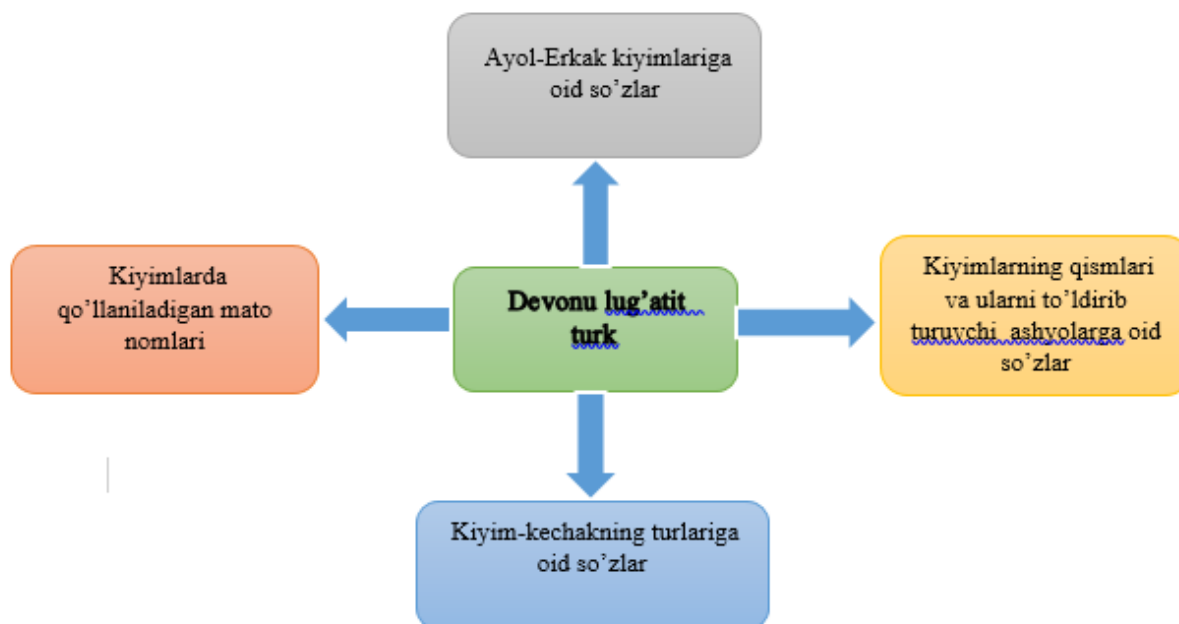 Ayol-Erkak kiyimlariga
oid so’zlar
Kiyimlarda
qo’llaniladigan mato
nomlari
Devonu lug’atit
turk
Kiyimlarning qismlari
va ularni to’ldirib
turuvchi ashyolarga oid
so’zlar
Kiyim-kechakning turlariga
oid so’zlar